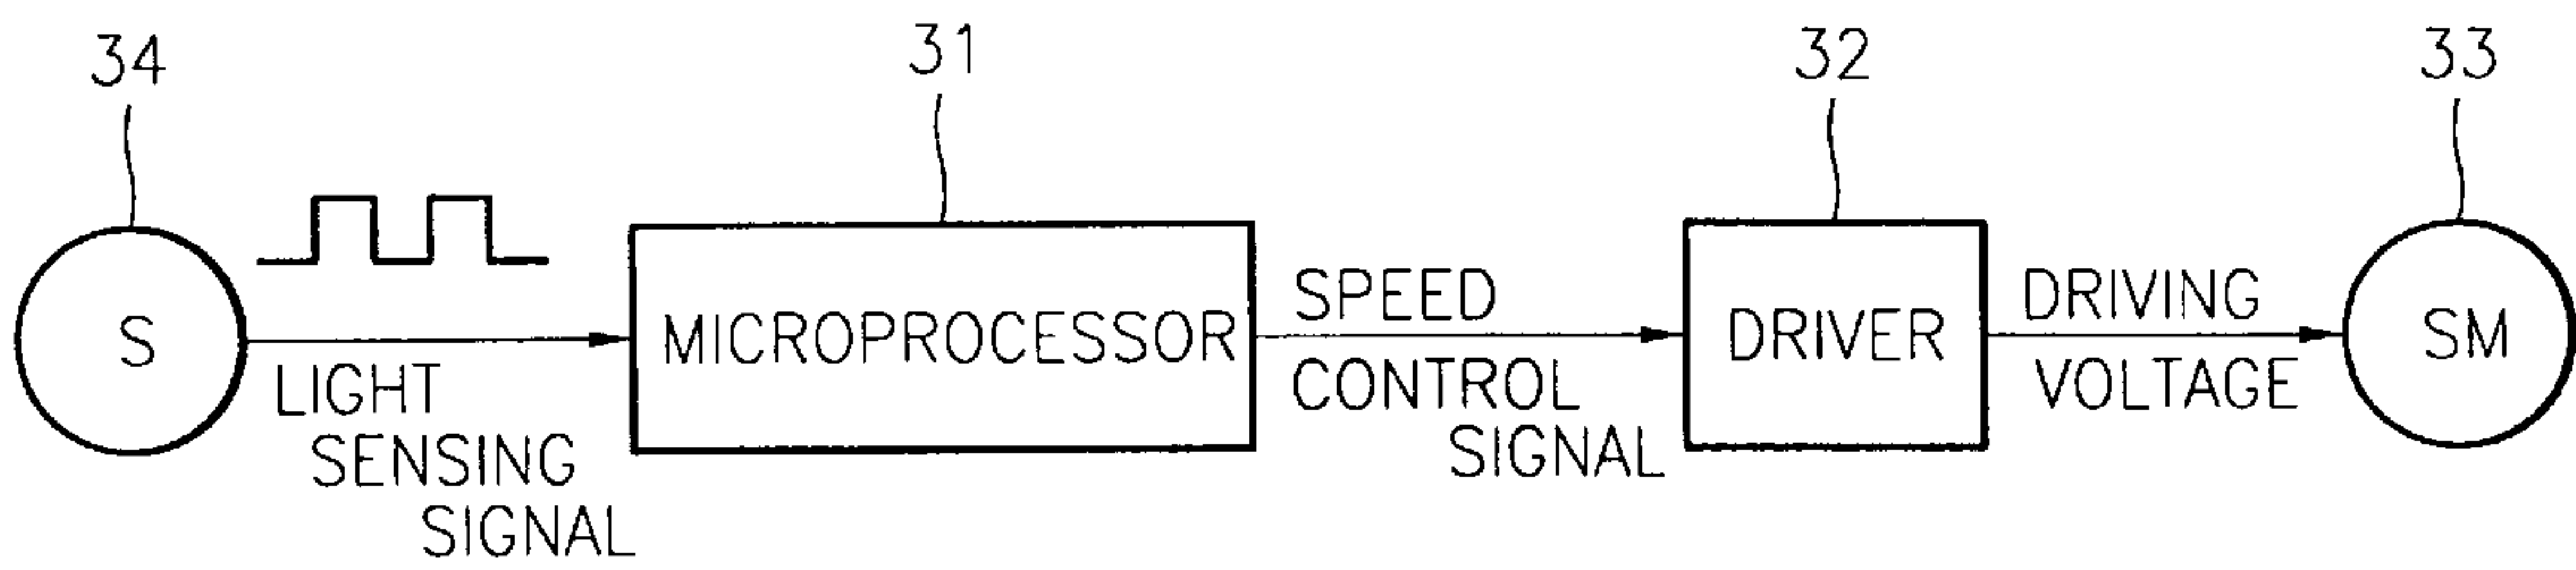 34
31
32
33
S
LIGHT
SENSING
SIGNAL
MICROPROCESSOR
SPEED
CONTROL
SIGNAL
DRIVER
DRIVING
VOLTAGE
SM